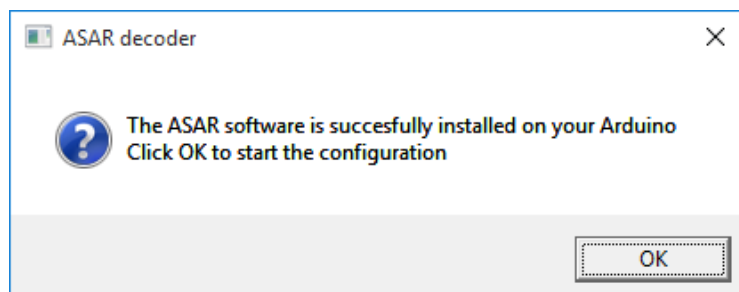 ASAR decoder
The ASAR software is succesfully installed on your Arduino
Click OK to start the configuration
OK